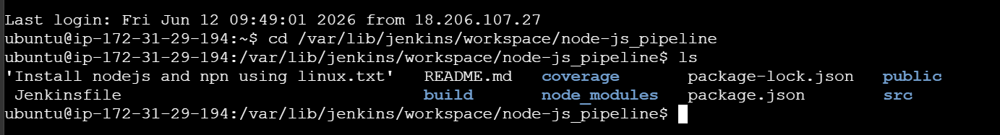 Last login: Fri Jun 12 09:49:01 2026 from 18.206.107.27
ubuntu@ip-172-31-29-194:~$ cd /var/lib/jenkins/workspace/node-js_pipeline
ubuntu@ip-172-31-29-194:/var/lib/jenkins/workspace/node-js_pipeline$ ls
'Install nodejs and npn using linux.txt'   README.md   coverage       package-lock.json   public
 Jenkinsfile                               build       node_modules   package.json        src
ubuntu@ip-172-31-29-194:/var/lib/jenkins/workspace/node-js_pipeline$